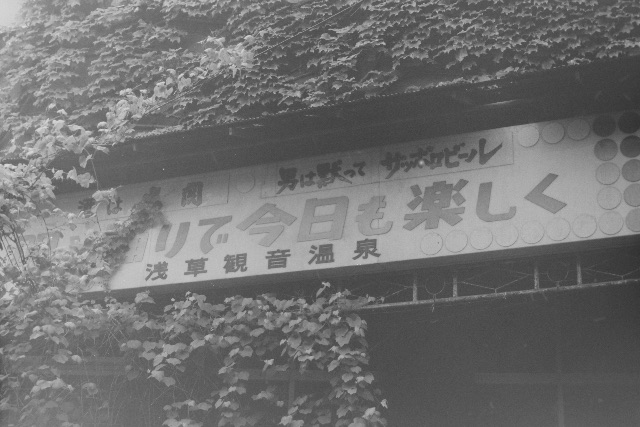 男は黙って サッポロビール
りで今日も楽しく
浅草観音温泉